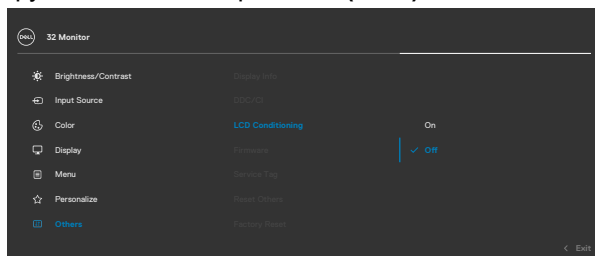 DELL
32 Monitor
Brightness/Contrast
Display Info
Input Source
DDC/CI
Color
LCD Conditioning
On
Display
Firmware
Off
Menu
Service Tag
Personalize
Reset Others
Others
Factory Reset
Exit